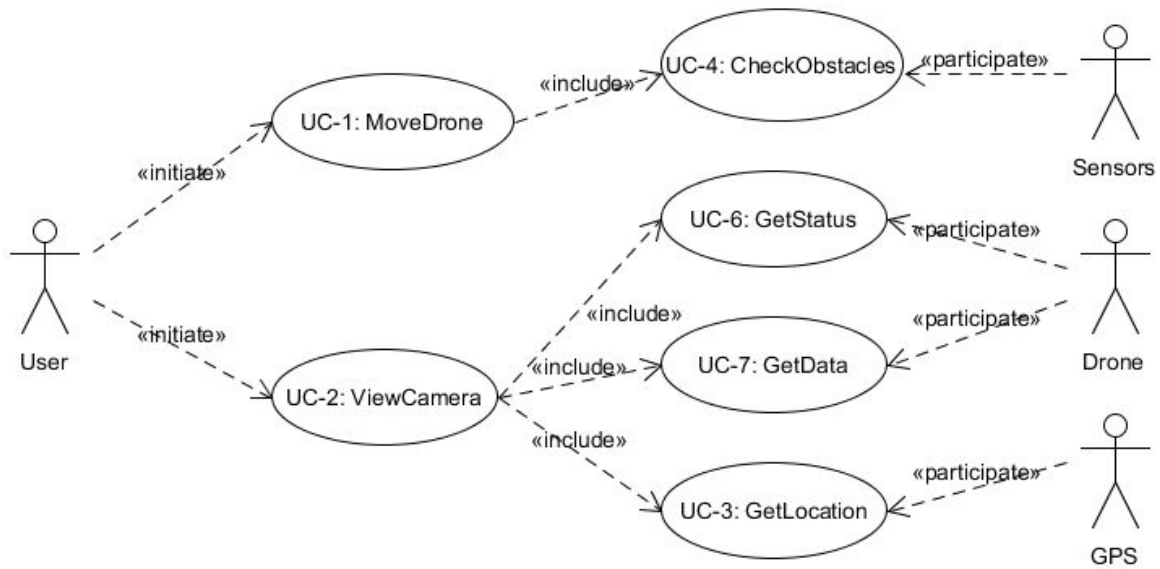 UC-4: CheckObstacles
«participate»
«include»
UC-1: MoveDrone
Sensors
«initiate»
UC-6: GetStatus
«participate»
«include»
«participate»
«initiate»
User
UC-7: GetData
Drone
«include»
UC-2: ViewCamera
«include»
«participate»
UC-3: GetLocation
GPS